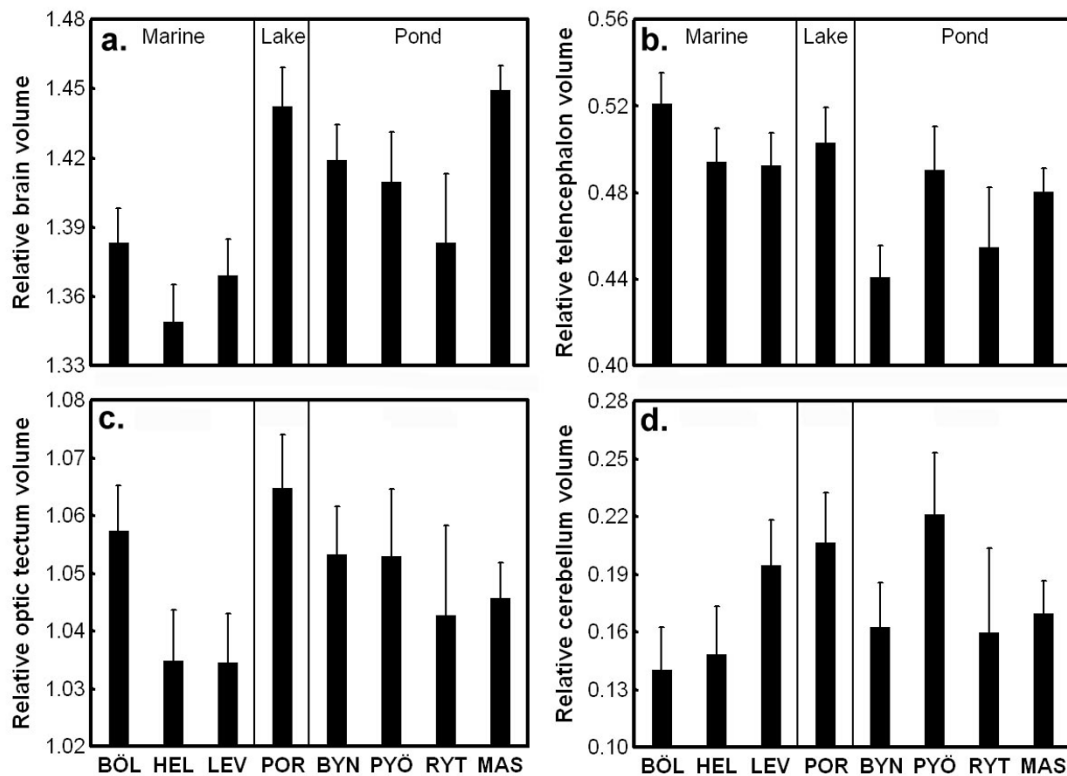 a.
Marine Lake Pond
Relative brain volume
1.48
1.45
1.42
1.39
1.36
1.33
b.
Marine Lake Pond
Relative telencephalon volume
0.56
0.52
0.48
0.44
0.40
c.
Relative optic tectum volume
1.08
1.07
1.06
1.05
1.04
1.03
1.02
BÖL HEL LEV POR BYN PYÖ RYT MAS
d.
Relative cerebellum volume
0.28
0.25
0.22
0.19
0.16
0.13
0.10
BÖL HEL LEV POR BYN PYÖ RYT MAS